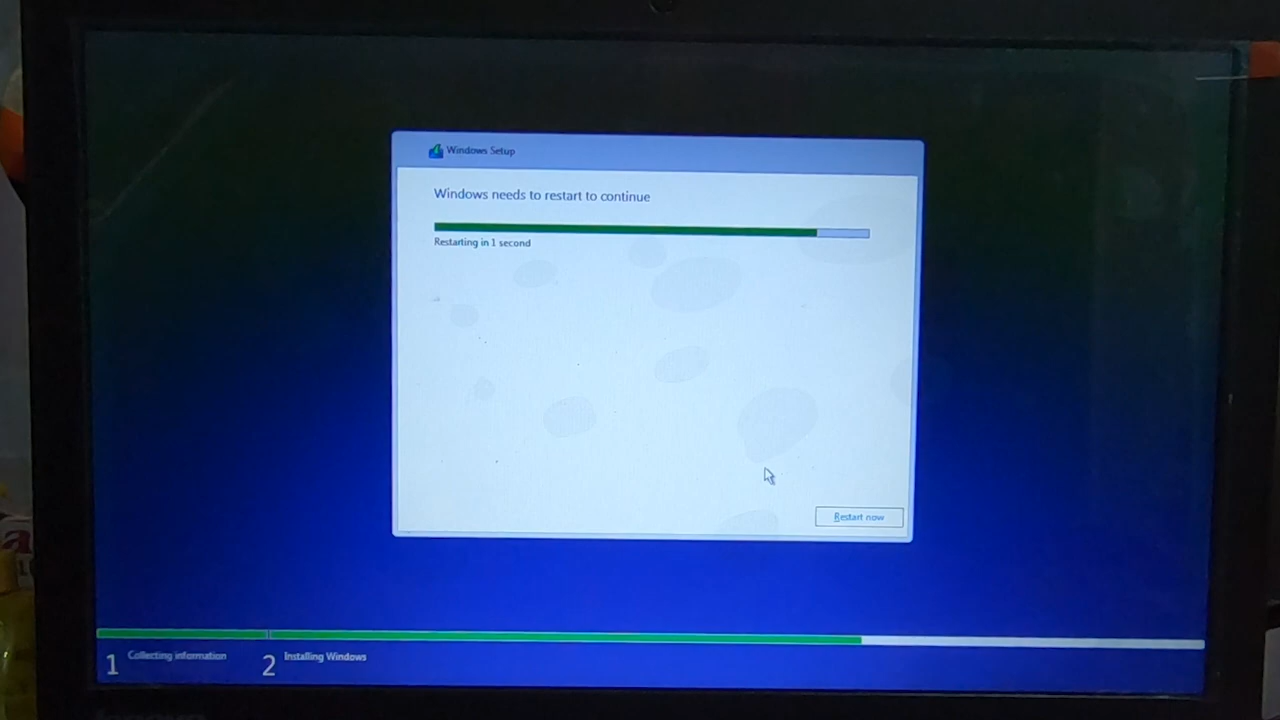 Windows Setup
Windows needs to restart to continue
Restarting in 1 second
Restart now
1 Collecting information 2 Installing Windows